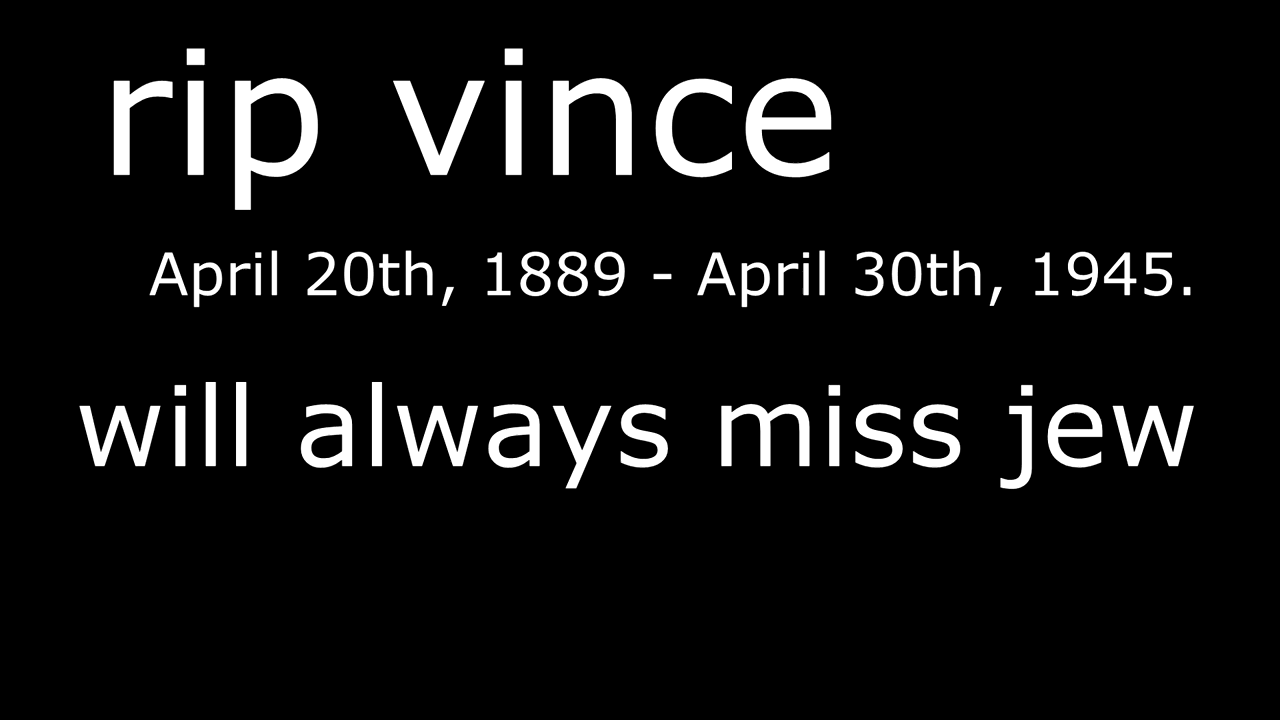 rip vince
April 20th, 1889 - April 30th, 1945.
will always miss jew